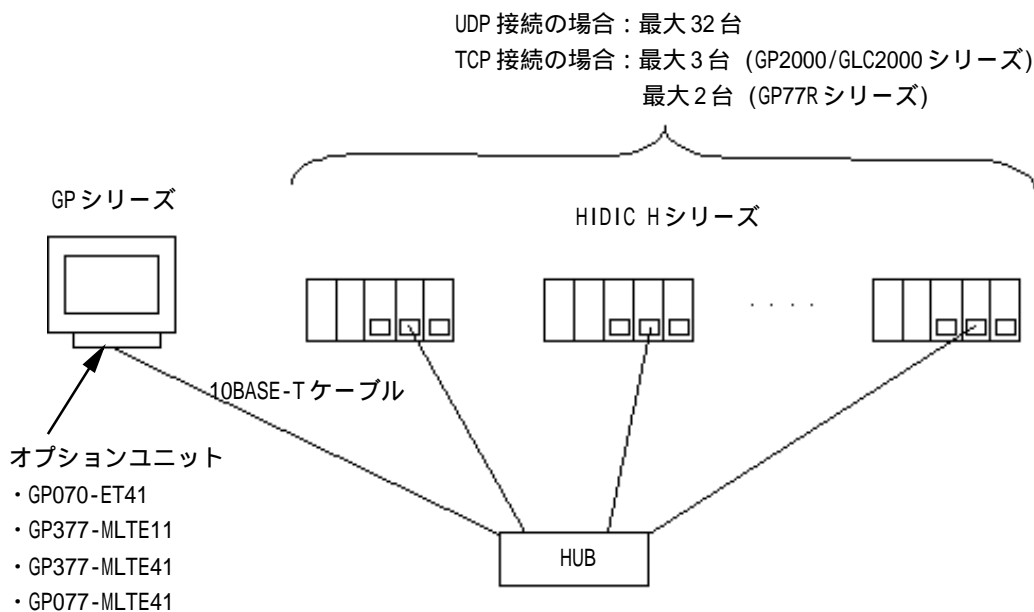 UDP 接続の場合：最大 32 台
TCP 接続の場合：最大 3 台 (GP2000/GLC2000 シリーズ)
最大 2 台 (GP77R シリーズ)
GP シリーズ
HIDIC H シリーズ
. . . .
10BASE-T ケーブル
オプションユニット
・GP070-ET41
・GP377-MLTE11
・GP377-MLTE41
・GP077-MLTE41
HUB